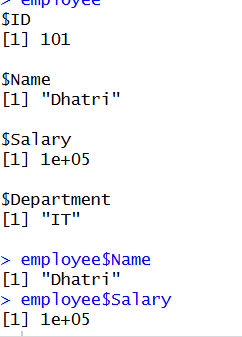 > employee
$ID
[1] 101
$Name
[1] "Dhatri"
$Salary
[1] 1e+05
$Department
[1] "IT"
> employee$Name
[1] "Dhatri"
> employee$Salary
[1] 1e+05